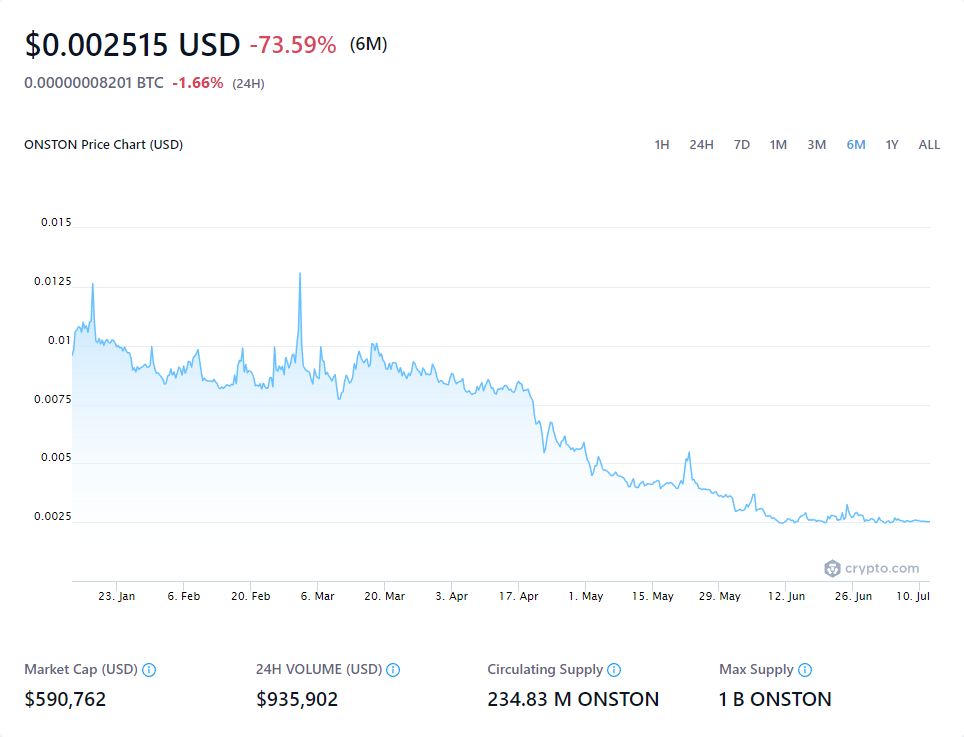 $0.002515 USD -73.59% (6M)
0.00000008201 BTC -1.66% (24H)
ONSTON Price Chart (USD) 1H 24H 7D 1M 3M 6M 1Y ALL
0.015
0.0125
0.01
0.0075
0.005
0.0025
crypto.com
23. Jan 6. Feb 20. Feb 6. Mar 20. Mar 3. Apr 17. Apr 1. May 15. May 29. May 12. Jun 26. Jun 10. Jul
Market Cap (USD) 24H VOLUME (USD) Circulating Supply Max Supply
$590,762 $935,902 234.83 M ONSTON 1 B ONSTON